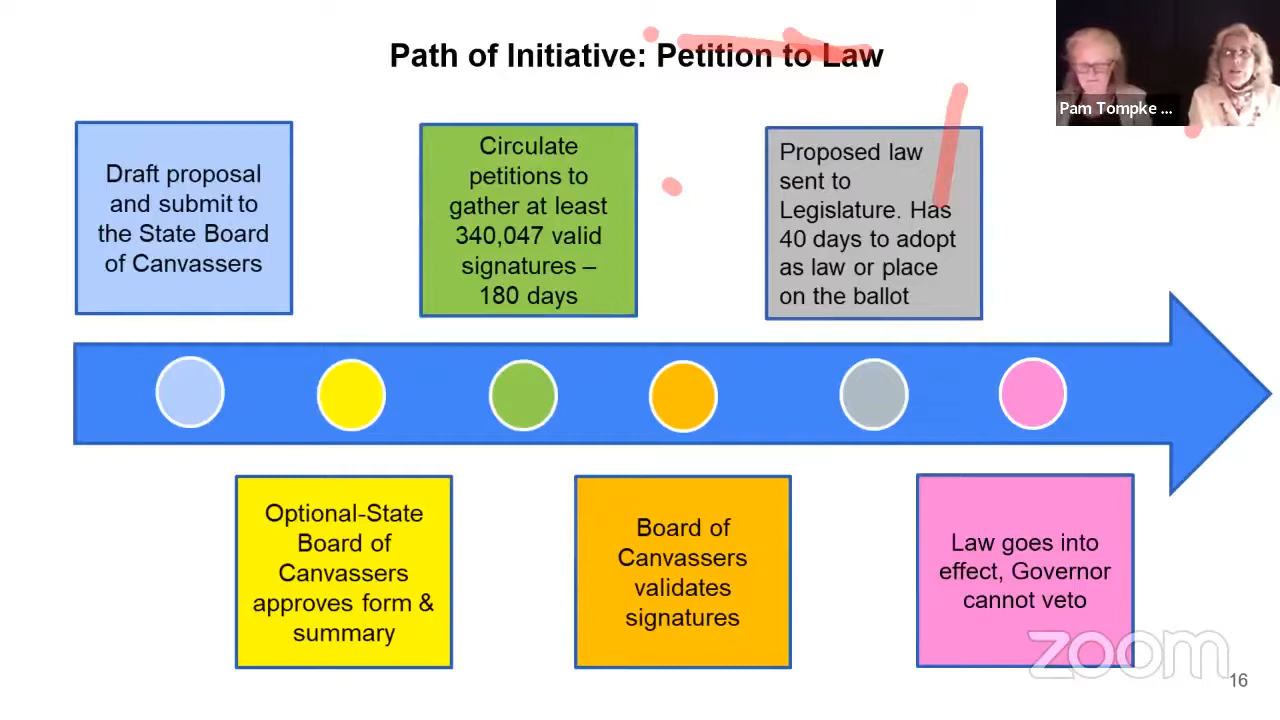 Path of Initiative: Petition to Law
Pam Tompke ...
Draft proposal
and submit to
the State Board
of Canvassers
Circulate
petitions to
gather at least
340,047 valid
signatures –
180 days
Proposed law
sent to
Legislature. Has
40 days to adopt
as law or place
on the ballot
Optional-State
Board of
Canvassers
approves form &
summary
Board of
Canvassers
validates
signatures
Law goes into
effect, Governor
cannot veto
zoom
16